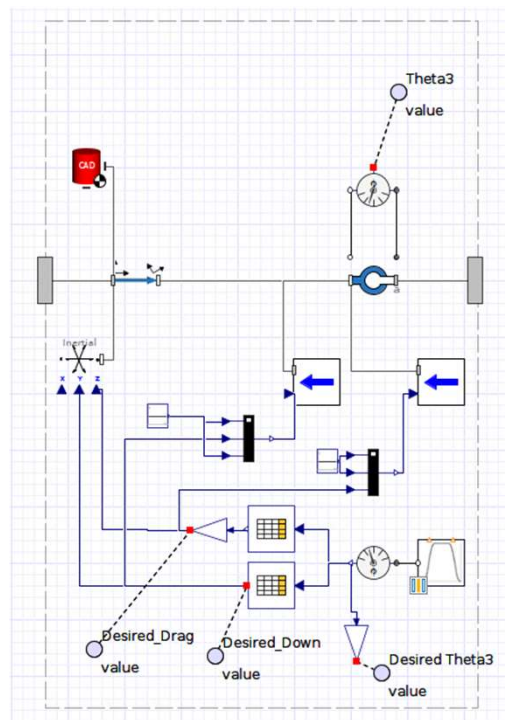 Theta3
value
CAD
a
Inertial
X Y Z
Desired_Drag
value
Desired_Down
value
Desired Theta3
value